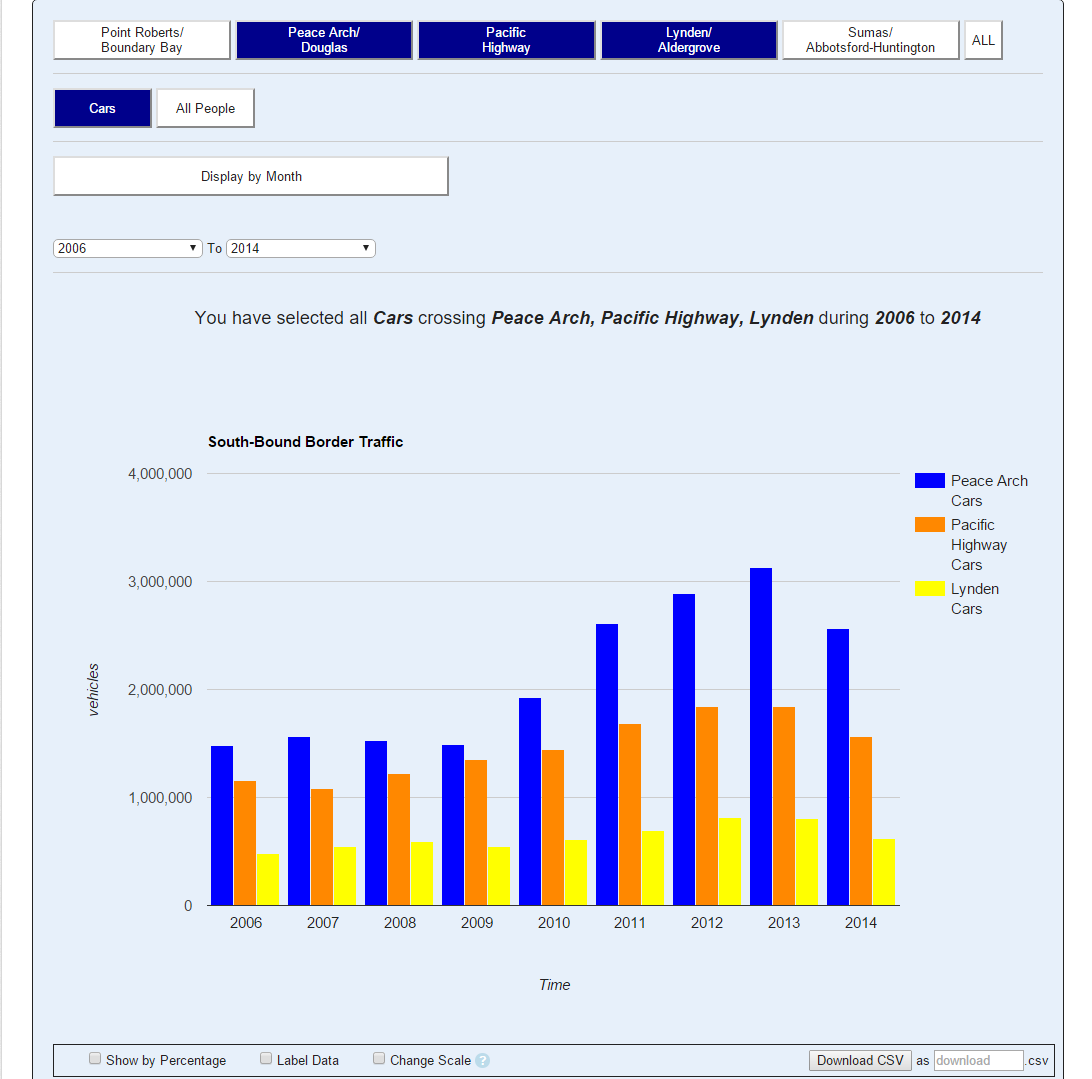 Point Roberts/
Boundary Bay
Peace Arch/
Douglas
Pacific
Highway
Lynden/
Aldergrove
Sumas/
Abbotsford-Huntington
ALL
Cars
All People
Display by Month
2006 To 2014
You have selected all Cars crossing Peace Arch, Pacific Highway, Lynden during 2006 to 2014
South-Bound Border Traffic
4,000,000
3,000,000
2,000,000
1,000,000
0
vehicles
2006 2007 2008 2009 2010 2011 2012 2013 2014
Time
Peace Arch
Cars
Pacific
Highway
Cars
Lynden
Cars
Show by Percentage Label Data Change Scale ? Download CSV as download .csv